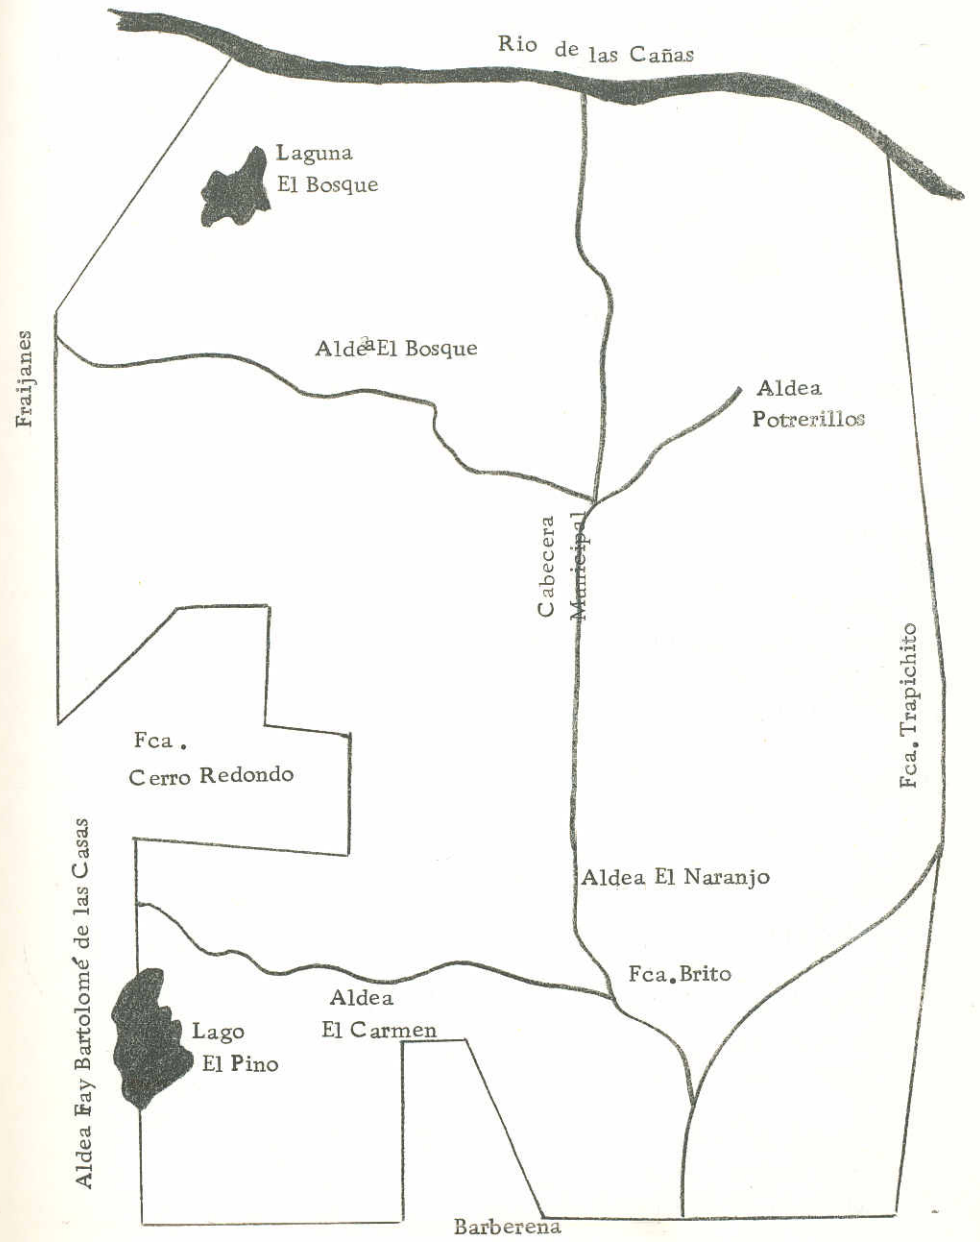 Rio de las Cañas
Laguna
El Bosque
Fraijanes
Aldea El Bosque
Aldea
Potrerillos
Cabecera
Municipal
Fca. Trapichito
Fca.
Cerro Redondo
Aldea Fay Bartolomé de las Casas
Aldea El Naranjo
Fca. Brito
Aldea
El Carmen
Lago
El Pino
Barberena